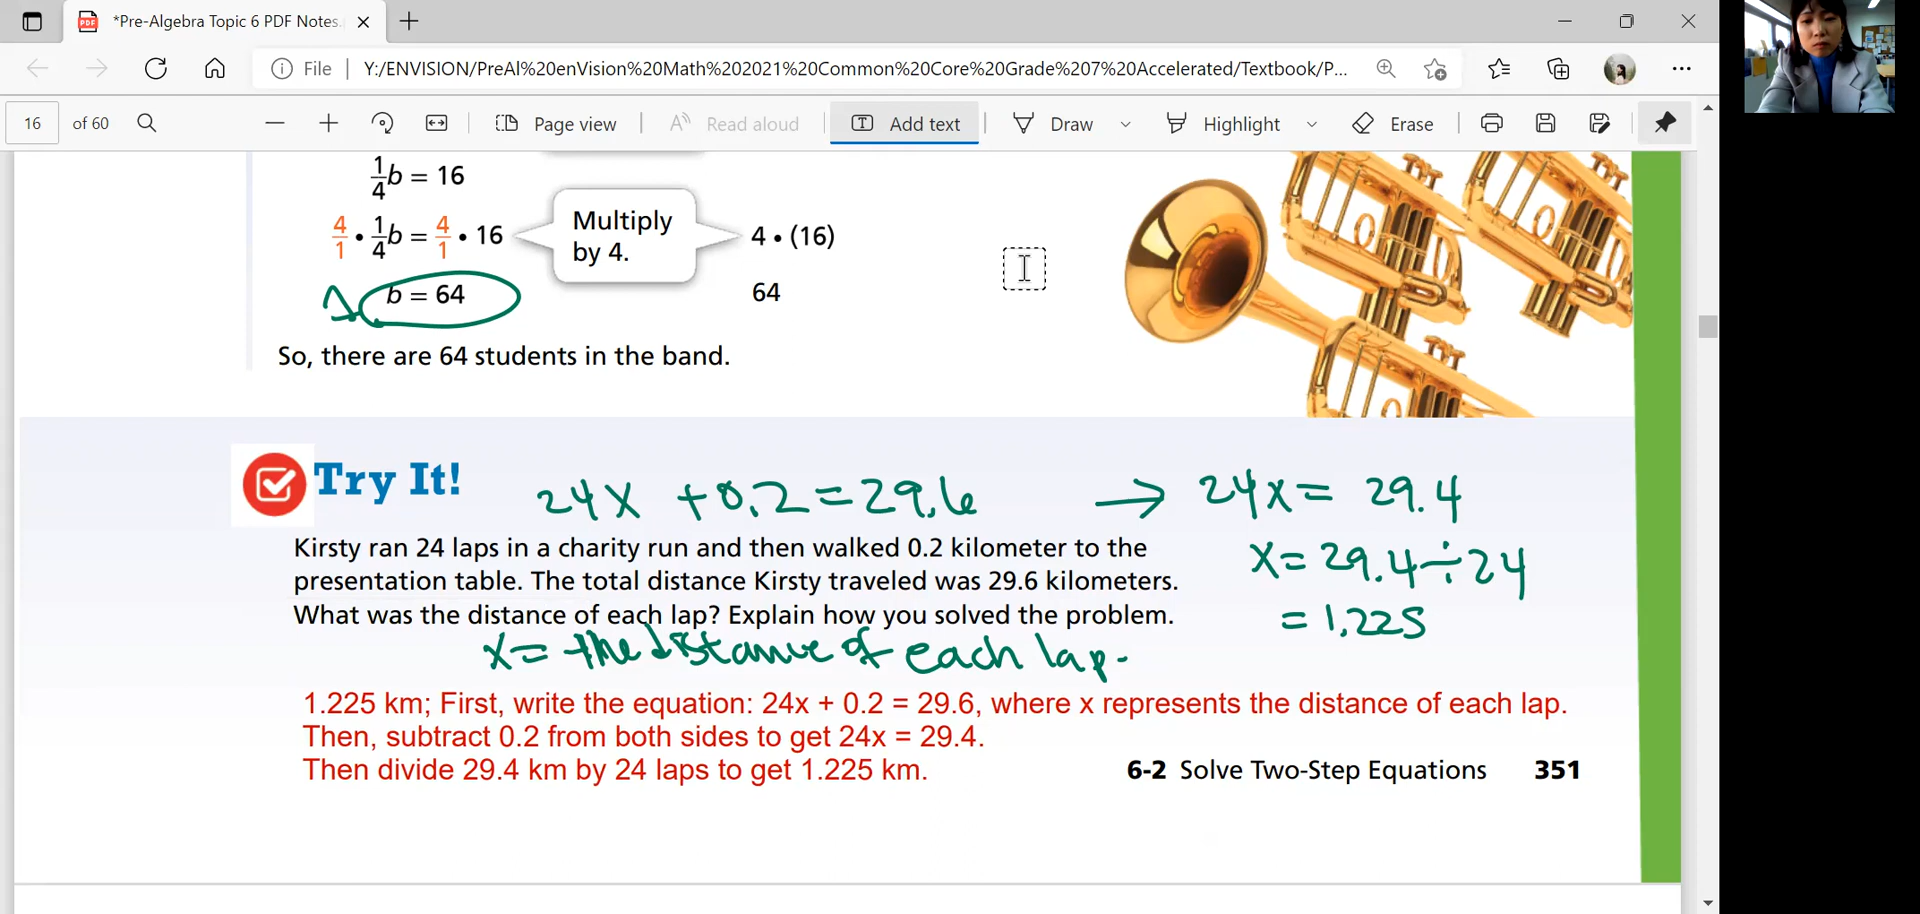 *Pre-Algebra Topic 6 PDF Notes.
File Y:/ENVISION/PreAl%20enVision%20Math%202021%20Common%20Core%20Grade%207%20Accelerated/Textbook/P...
16 of 60 Page view Read aloud Add text Draw Highlight Erase
1/4 b = 16
4/1 • 1/4 b = 4/1 • 16
Multiply
by 4.
4 • (16)
b = 64
64
So, there are 64 students in the band.
Try It!
24x + 0.2 = 29.6 → 24x = 29.4
Kirsty ran 24 laps in a charity run and then walked 0.2 kilometer to the
presentation table. The total distance Kirsty traveled was 29.6 kilometers.
What was the distance of each lap? Explain how you solved the problem.
x = 29.4 ÷ 24
= 1.225
x = the distance of each lap.
1.225 km; First, write the equation: 24x + 0.2 = 29.6, where x represents the distance of each lap.
Then, subtract 0.2 from both sides to get 24x = 29.4.
Then divide 29.4 km by 24 laps to get 1.225 km.
6-2 Solve Two-Step Equations 351